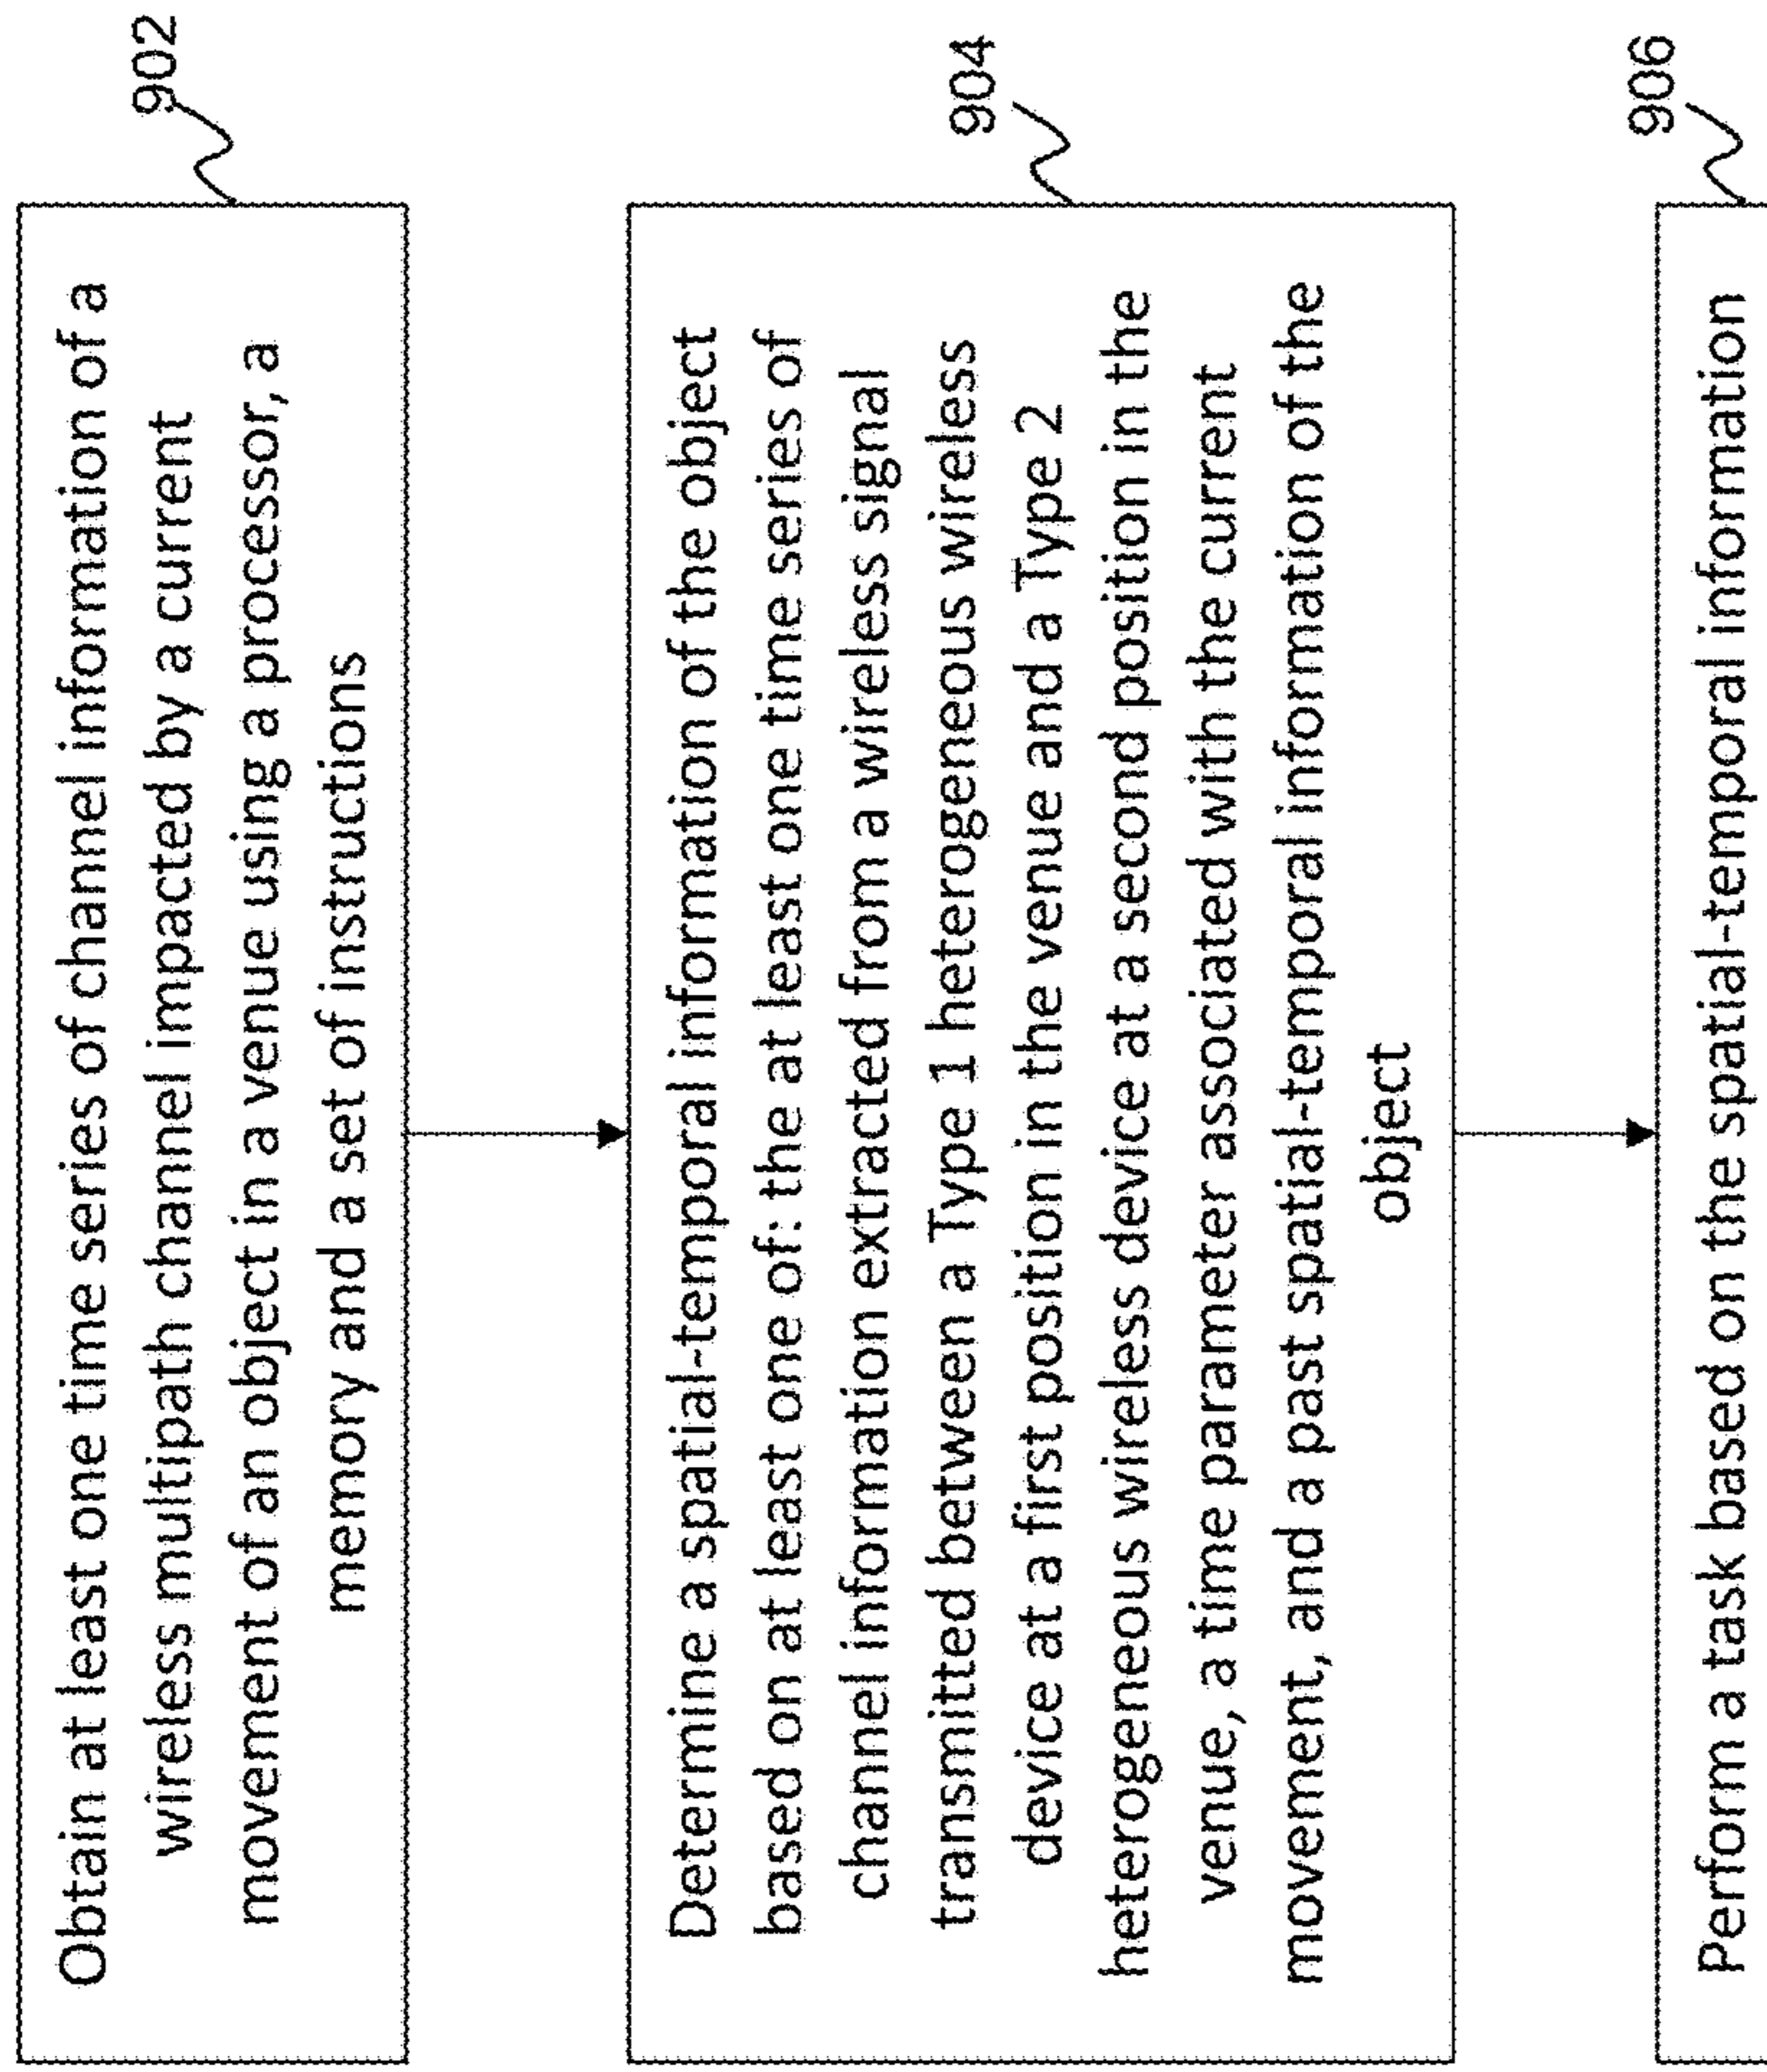 902
Obtain at least one time series of channel information of a
wireless multipath channel impacted by a current
movement of an object in a venue using a processor, a
memory and a set of instructions
904
Determine a spatial-temporal information of the object
based on at least one of: the at least one time series of
channel information extracted from a wireless signal
transmitted between a Type 1 heterogeneous wireless
device at a first position in the venue and a Type 2
heterogeneous wireless device at a second position in the
venue, a time parameter associated with the current
movement, and a past spatial-temporal information of the
object
906
Perform a task based on the spatial-temporal information